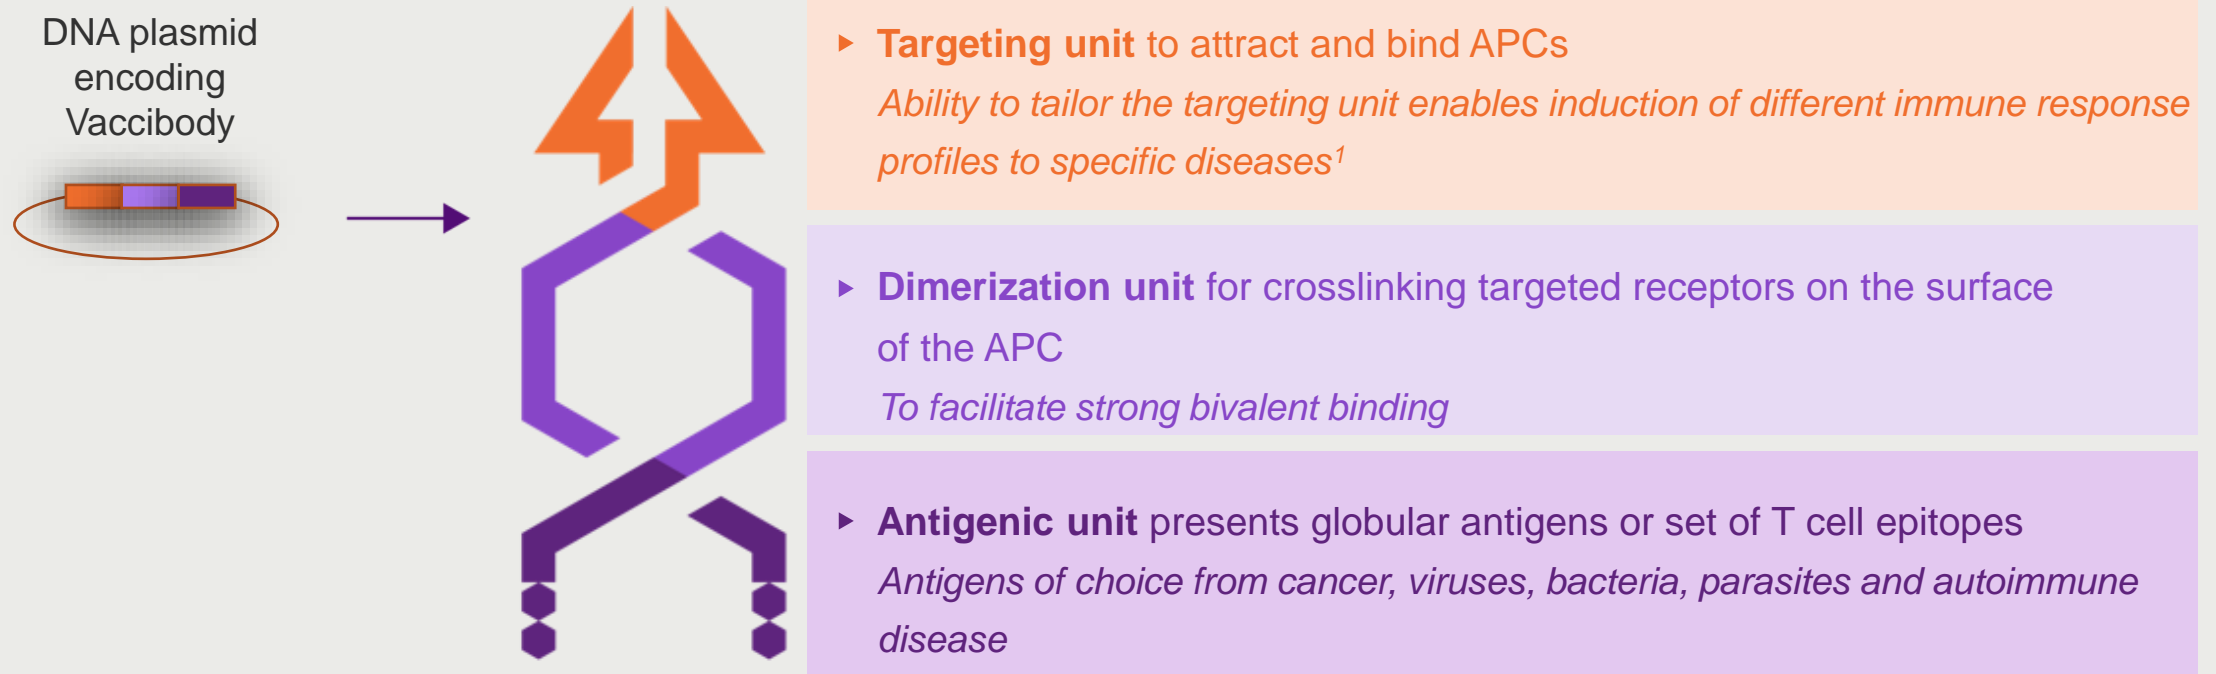 DNA plasmid
encoding
Vaccibody
▸ Targeting unit to attract and bind APCs
Ability to tailor the targeting unit enables induction of different immune response
profiles to specific diseases¹
▸ Dimerization unit for crosslinking targeted receptors on the surface
of the APC
To facilitate strong bivalent binding
▸ Antigenic unit presents globular antigens or set of T cell epitopes
Antigens of choice from cancer, viruses, bacteria, parasites and autoimmune
disease